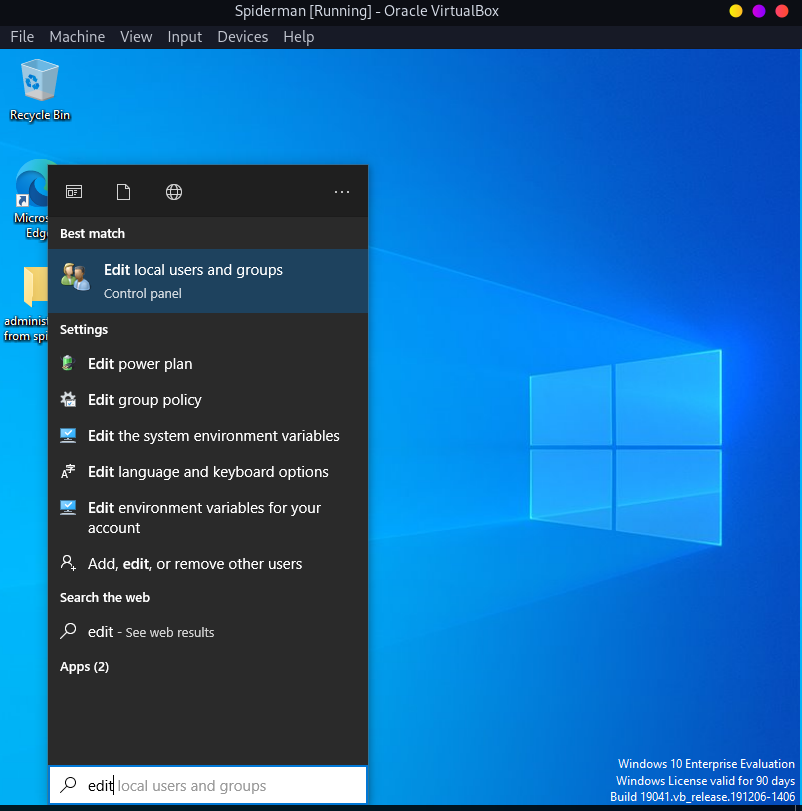 Spiderman [Running] - Oracle VirtualBox
File Machine View Input Devices Help
Recycle Bin
Micros
Edg
administ
from spi
Best match
Edit local users and groups
Control panel
Settings
Edit power plan
Edit group policy
Edit the system environment variables
Edit language and keyboard options
Edit environment variables for your
account
Add, edit, or remove other users
Search the web
edit - See web results
Apps (2)
edit local users and groups
Windows 10 Enterprise Evaluation
Windows License valid for 90 days
Build 19041.vb_release.191206-1406